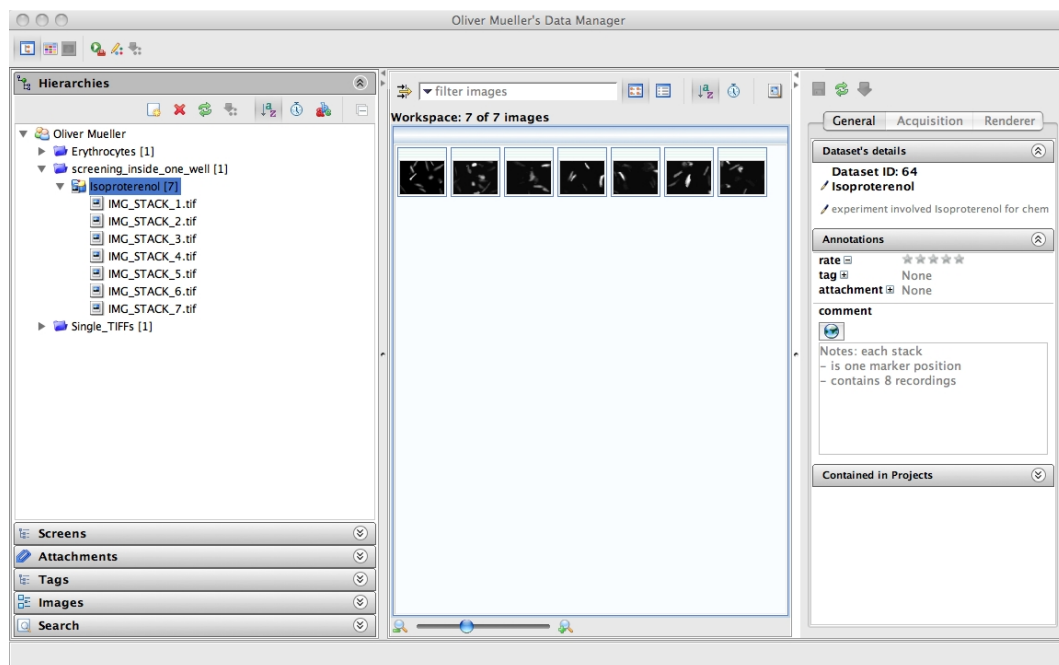 Oliver Mueller's Data Manager
Hierarchies
Oliver Mueller
Erythrocytes [1]
screening_inside_one_well [1]
Isoproterenol [7]
IMG_STACK_1.tif
IMG_STACK_2.tif
IMG_STACK_3.tif
IMG_STACK_4.tif
IMG_STACK_5.tif
IMG_STACK_6.tif
IMG_STACK_7.tif
Single_TIFFs [1]
Screens
Attachments
Tags
Images
Search
filter images
Workspace: 7 of 7 images
General Acquisition Renderer
Dataset's details
Dataset ID: 64
Isoproterenol
experiment involved Isoproterenol for chem
Annotations
rate
tag None
attachment None
comment
Notes: each stack
– is one marker position
– contains 8 recordings
Contained in Projects